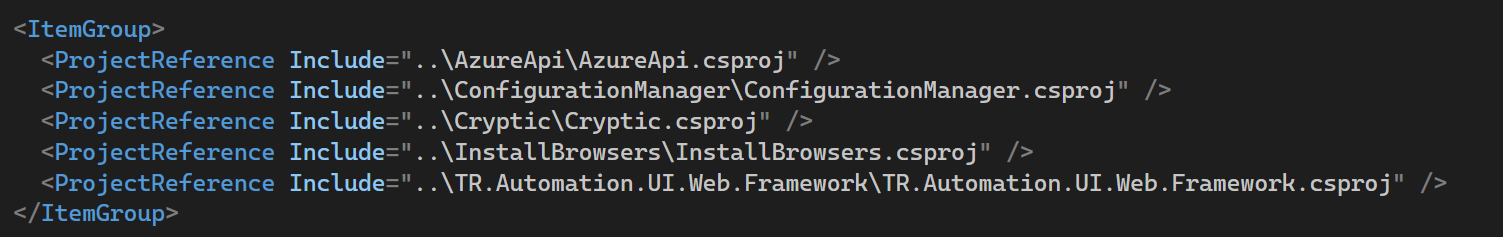 <ItemGroup>
  <ProjectReference Include="..\AzureApi\AzureApi.csproj" />
  <ProjectReference Include="..\ConfigurationManager\ConfigurationManager.csproj" />
  <ProjectReference Include="..\Cryptic\Cryptic.csproj" />
  <ProjectReference Include="..\InstallBrowsers\InstallBrowsers.csproj" />
  <ProjectReference Include="..\TR.Automation.UI.Web.Framework\TR.Automation.UI.Web.Framework.csproj" />
</ItemGroup>